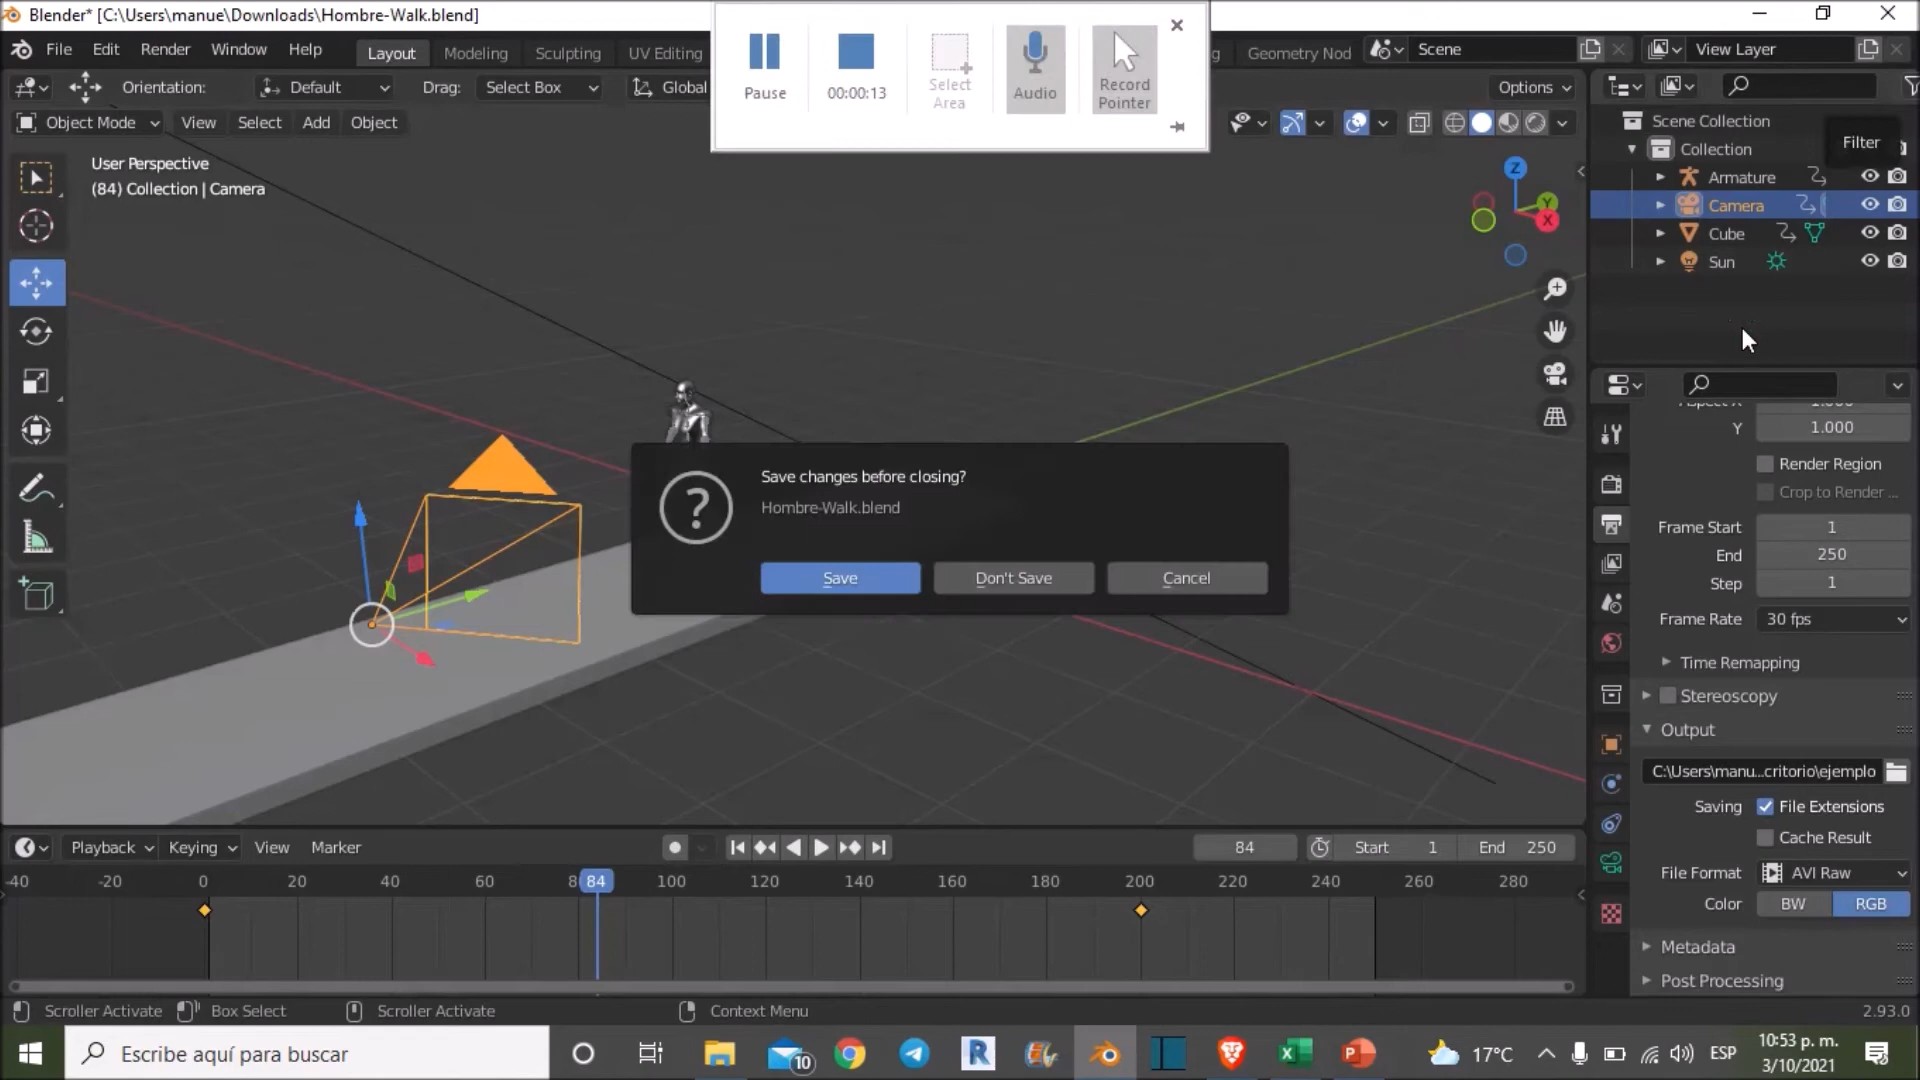 Blender* [C:\Users\manue\Downloads\Hombre-Walk.blend]
File Edit Render Window Help
Layout Modeling Sculpting UV Editing
Geometry Nod
Scene
View Layer
Pause
00:00:13
Select Area
Audio
Record Pointer
Orientation: Default Drag: Select Box Global
Options
Object Mode View Select Add Object
User Perspective
(84) Collection | Camera
Z
Y
X
Scene Collection
Collection
Filter
Armature
Camera
Cube
Sun
Save changes before closing?
Hombre-Walk.blend
Save Don't Save Cancel
Aspect X 1.000
Y 1.000
Render Region
Crop to Render ...
Frame Start 1
End 250
Step 1
Frame Rate 30 fps
Time Remapping
Stereoscopy
Output
C:\Users\manu...critorio\ejemplo
Saving File Extensions
Cache Result
File Format AVI Raw
Color BW RGB
Metadata
Post Processing
Playback Keying View Marker
84 Start 1 End 250
-40 -20 0 20 40 60 8 84 100 120 140 160 180 200 220 240 260 280
Scroller Activate Box Select Scroller Activate Context Menu
2.93.0
Escribe aquí para buscar
10
17°C
ESP
10:53 p. m.
3/10/2021